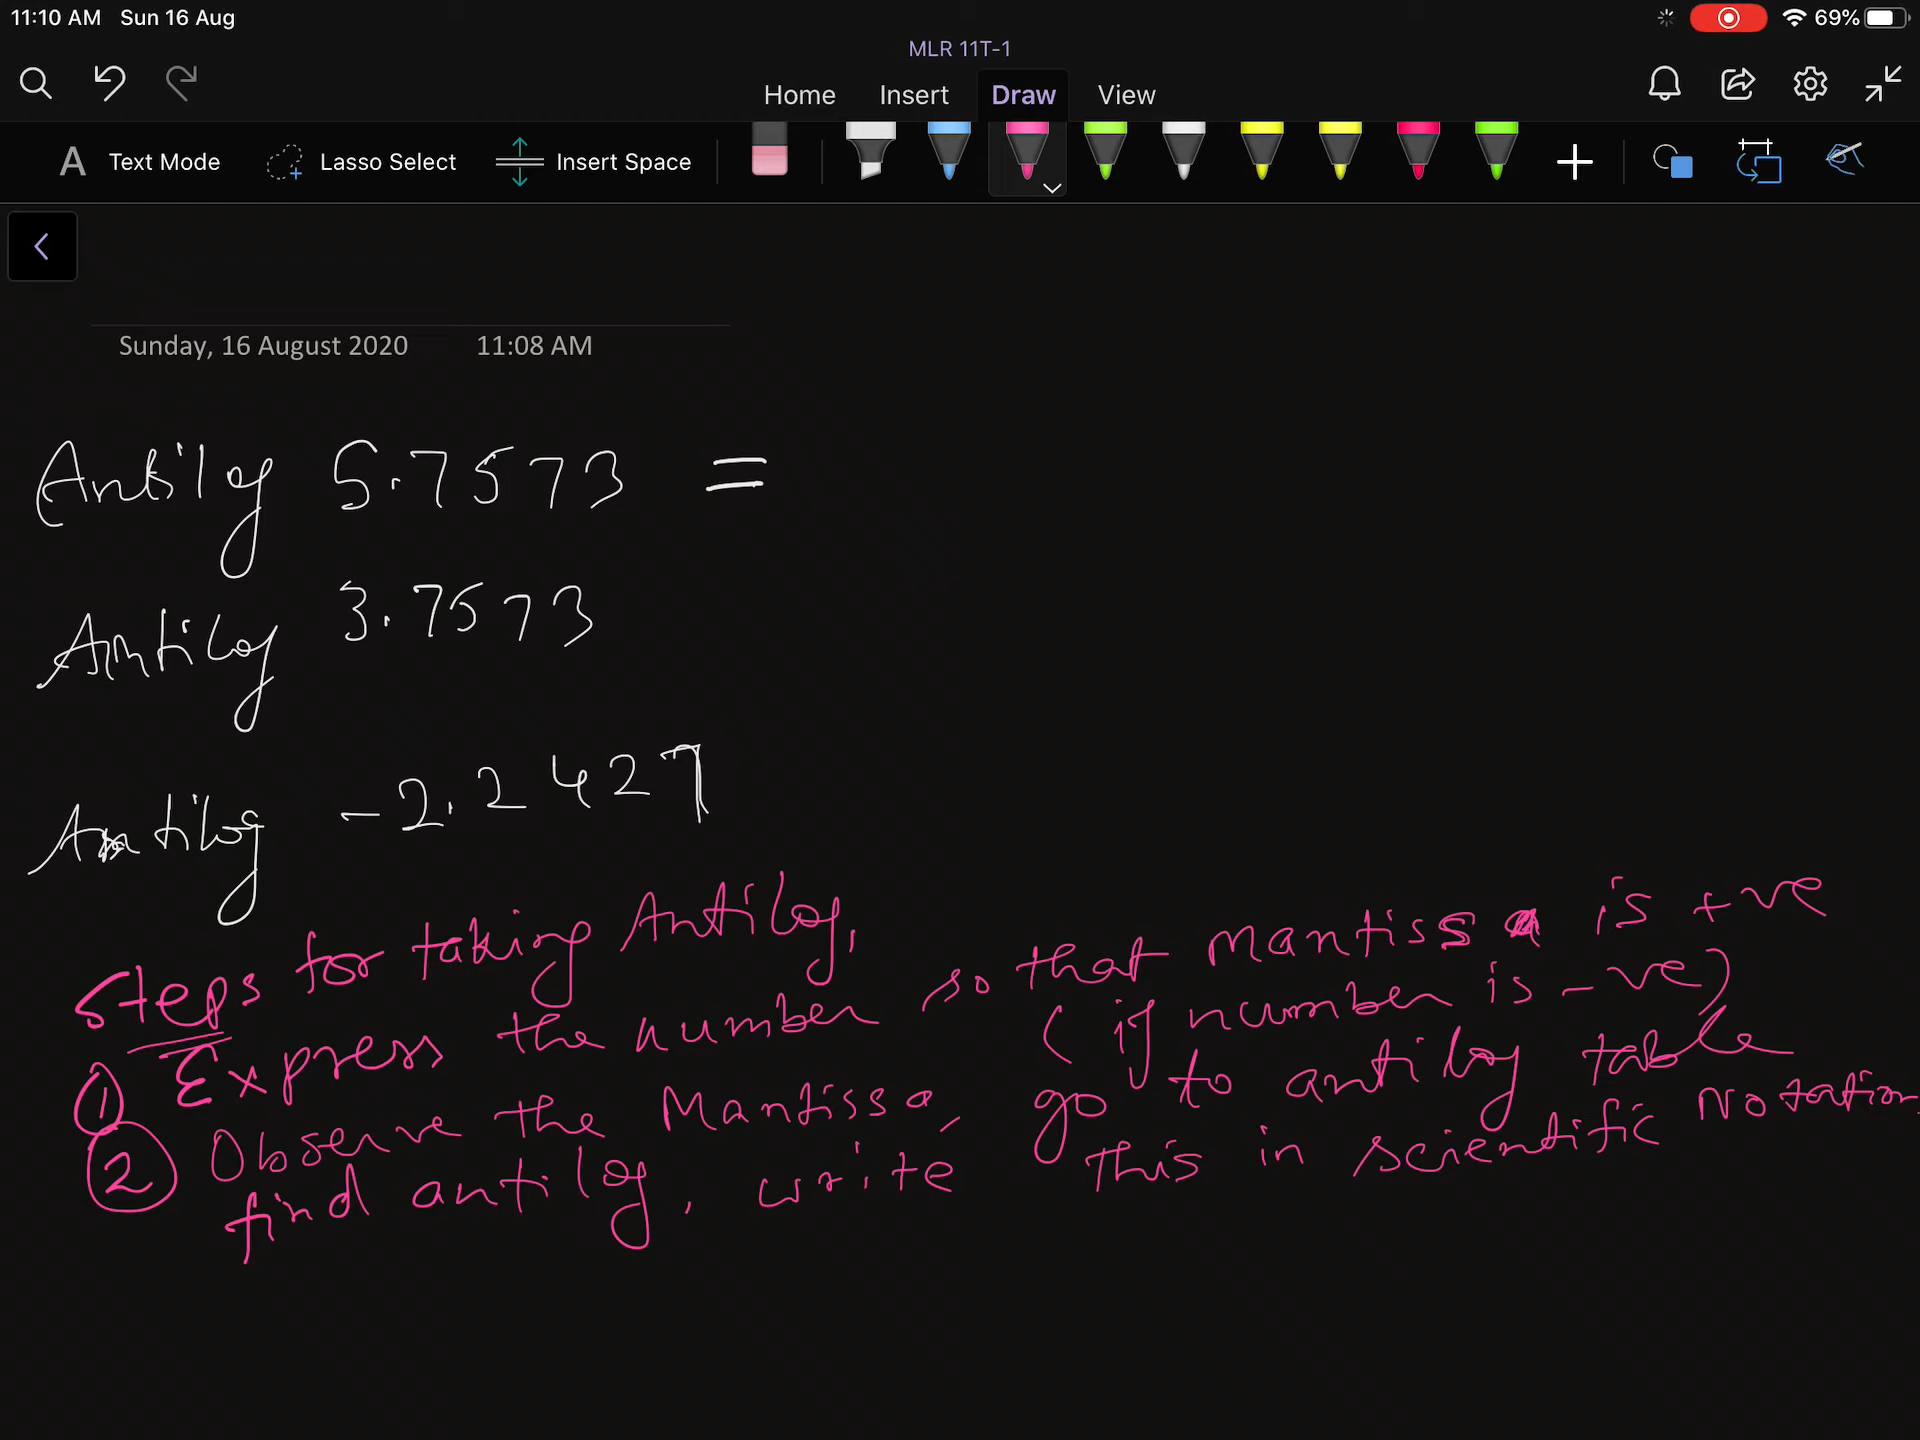 11:10 AM Sun 16 Aug 69%
MLR 11T-1
Home Insert Draw View
A Text Mode Lasso Select Insert Space
Sunday, 16 August 2020 11:08 AM
Antilog 5.7573 =
Antilog 3.7573
Antilog -2.2427
Steps for taking Antilog,
① Express the number so that mantissa is +ve
(if number is -ve)
② Observe the Mantissa, go to antilog table
find antilog, write this in scientific Notation